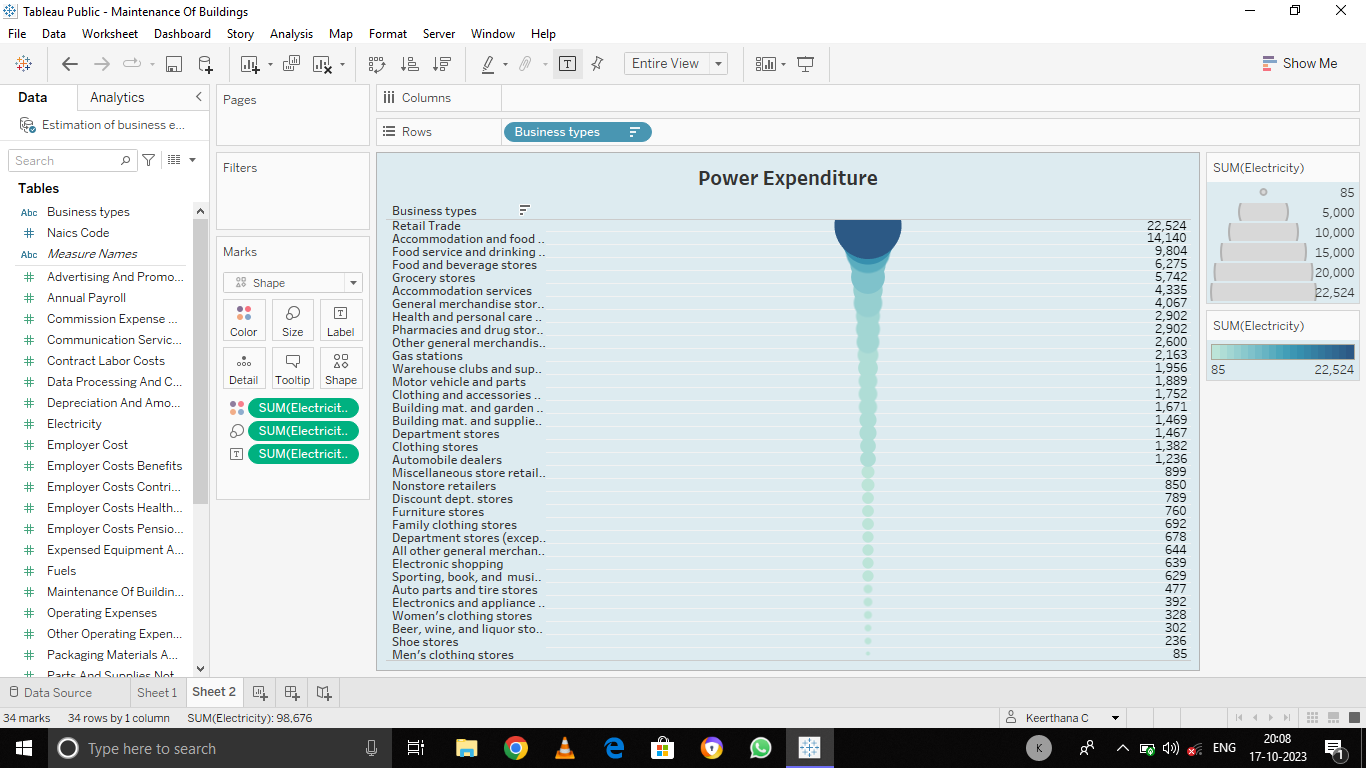 Tableau Public - Maintenance Of Buildings
File Data Worksheet Dashboard Story Analysis Map Format Server Window Help
Entire View
Show Me
Data Analytics
Estimation of business e...
Search
Tables
Abc Business types
# Naics Code
Abc Measure Names
# Advertising And Promo...
# Annual Payroll
# Commission Expense ...
# Communication Servic...
# Contract Labor Costs
# Data Processing And C...
# Depreciation And Amo...
# Electricity
# Employer Cost
# Employer Costs Benefits
# Employer Costs Contri...
# Employer Costs Health...
# Employer Costs Pensio...
# Expensed Equipment A...
# Fuels
# Maintenance Of Buildin...
# Operating Expenses
# Other Operating Expen...
# Packaging Materials A...
# Parts And Supplies Not
Pages
Filters
Marks
Shape
Color Size Label
Detail Tooltip Shape
SUM(Electricit..
SUM(Electricit..
SUM(Electricit..
Columns
Rows Business types
Power Expenditure
Business types
Retail Trade 22,524
Accommodation and food .. 14,140
Food service and drinking .. 9,804
Food and beverage stores 6,275
Grocery stores 5,742
Accommodation services 4,335
General merchandise stor.. 4,067
Health and personal care .. 2,902
Pharmacies and drug stor.. 2,902
Other general merchandis.. 2,600
Gas stations 2,163
Warehouse clubs and sup.. 1,956
Motor vehicle and parts 1,889
Clothing and accessories .. 1,752
Building mat. and garden .. 1,671
Building mat. and supplie.. 1,469
Department stores 1,467
Clothing stores 1,382
Automobile dealers 1,236
Miscellaneous store retail.. 899
Nonstore retailers 850
Discount dept. stores 789
Furniture stores 760
Family clothing stores 692
Department stores (excep.. 678
All other general merchan.. 644
Electronic shopping 639
Sporting, book, and musi.. 629
Auto parts and tire stores 477
Electronics and appliance .. 392
Women's clothing stores 328
Beer, wine, and liquor sto.. 302
Shoe stores 236
Men's clothing stores 85
SUM(Electricity)
85
5,000
10,000
15,000
20,000
22,524
SUM(Electricity)
85 22,524
Data Source Sheet 1 Sheet 2
34 marks 34 rows by 1 column SUM(Electricity): 98,676
Keerthana C
Type here to search
K
ENG
20:08
17-10-2023
1